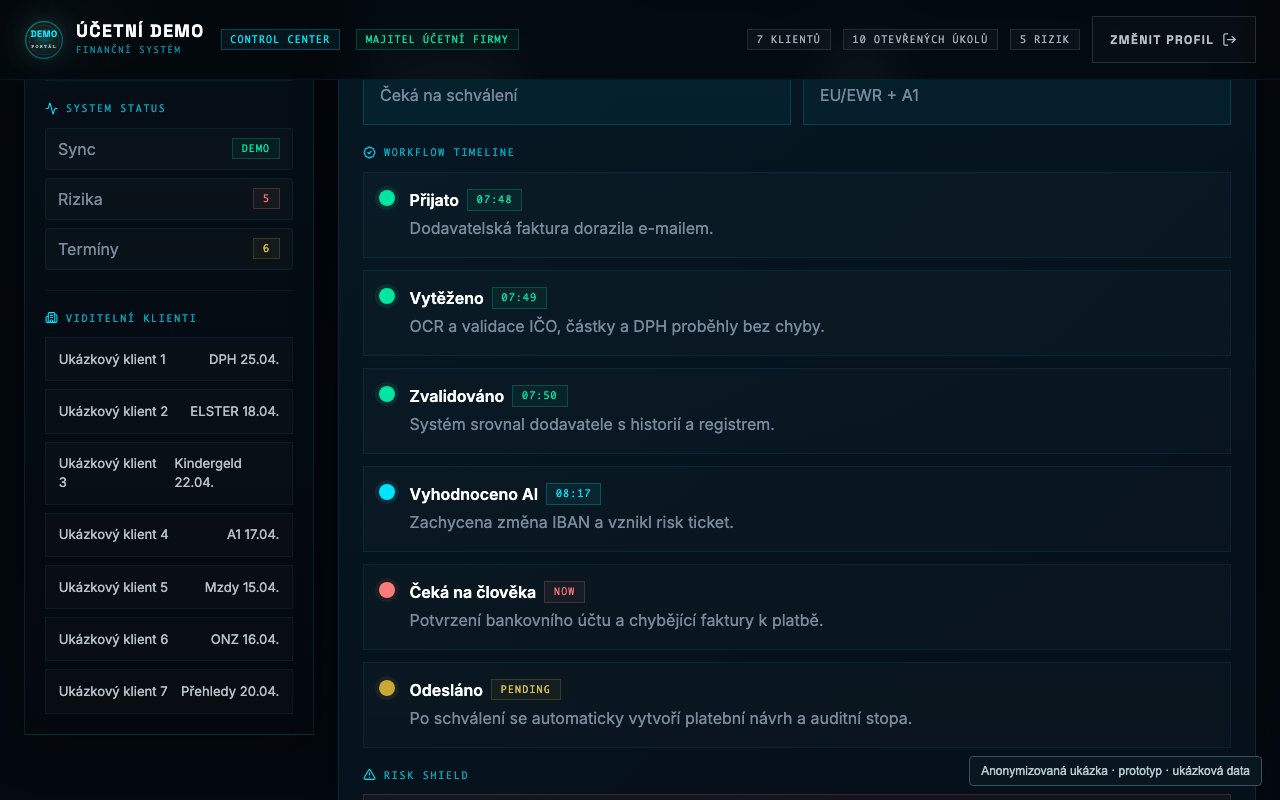 DEMO
PORTÁL
ÚČETNÍ DEMO
FINANČNÍ SYSTÉM
CONTROL CENTER
MAJITEL ÚČETNÍ FIRMY
7 KLIENTŮ
10 OTEVŘENÝCH ÚKOLŮ
5 RIZIK
ZMĚNIT PROFIL
SYSTEM STATUS
Sync DEMO
Rizika 5
Termíny 6
VIDITELNÍ KLIENTI
Ukázkový klient 1 DPH 25.04.
Ukázkový klient 2 ELSTER 18.04.
Ukázkový klient 3 Kindergeld 22.04.
Ukázkový klient 4 A1 17.04.
Ukázkový klient 5 Mzdy 15.04.
Ukázkový klient 6 ONZ 16.04.
Ukázkový klient 7 Přehledy 20.04.
Čeká na schválení
EU/EWR + A1
WORKFLOW TIMELINE
Přijato 07:48
Dodavatelská faktura dorazila e-mailem.
Vytěženo 07:49
OCR a validace IČO, částky a DPH proběhly bez chyby.
Zvalidováno 07:50
Systém srovnal dodavatele s historií a registrem.
Vyhodnoceno AI 08:17
Zachycena změna IBAN a vznikl risk ticket.
Čeká na člověka NOW
Potvrzení bankovního účtu a chybějící faktury k platbě.
Odesláno PENDING
Po schválení se automaticky vytvoří platební návrh a auditní stopa.
RISK SHIELD
Anonymizovaná ukázka · prototyp · ukázková data